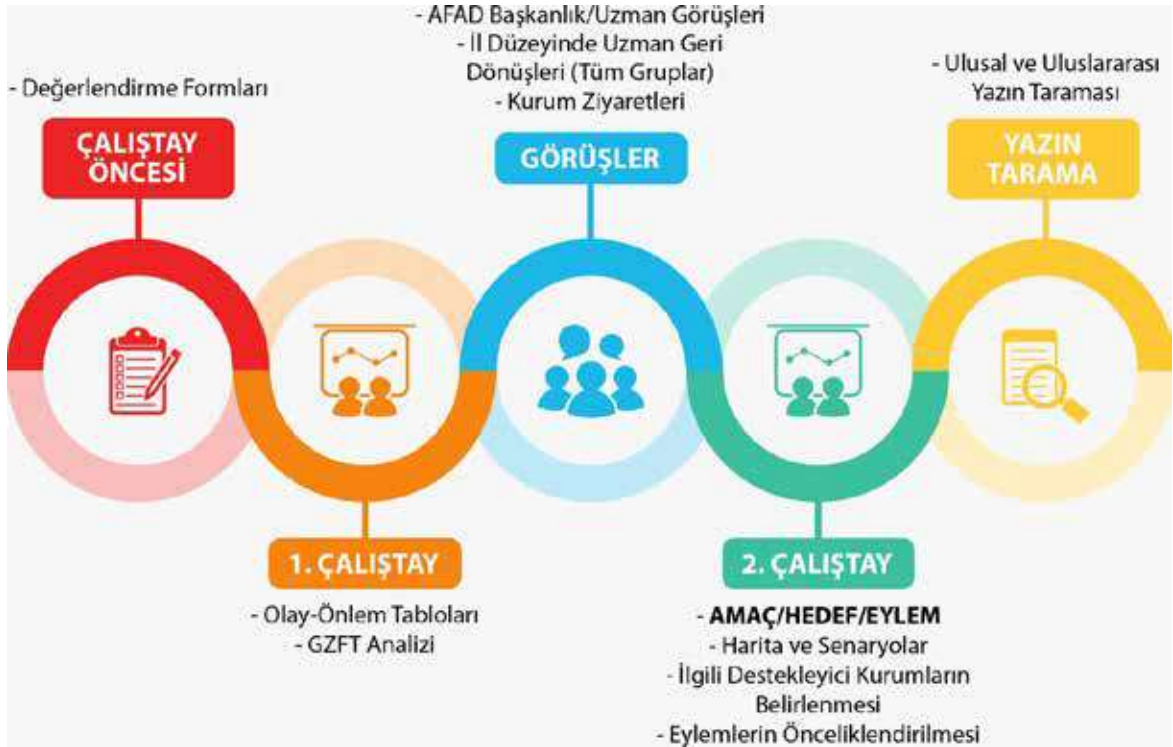 - Değerlendirme Formları
ÇALIŞTAY
ÖNCESİ
1. ÇALIŞTAY
- Olay-Önlem Tabloları
- GZFT Analizi
- AFAD Başkanlık/Uzman Görüşleri
- İl Düzeyinde Uzman Geri
Dönüşleri (Tüm Gruplar)
- Kurum Ziyaretleri
GÖRÜŞLER
2. ÇALIŞTAY
- AMAÇ/HEDEF/EYLEM
- Harita ve Senaryolar
- İlgili Destekleyici Kurumların
Belirlenmesi
- Eylemlerin Önceliklendirilmesi
- Ulusal ve Uluslararası
Yazın Taraması
YAZIN
TARAMA